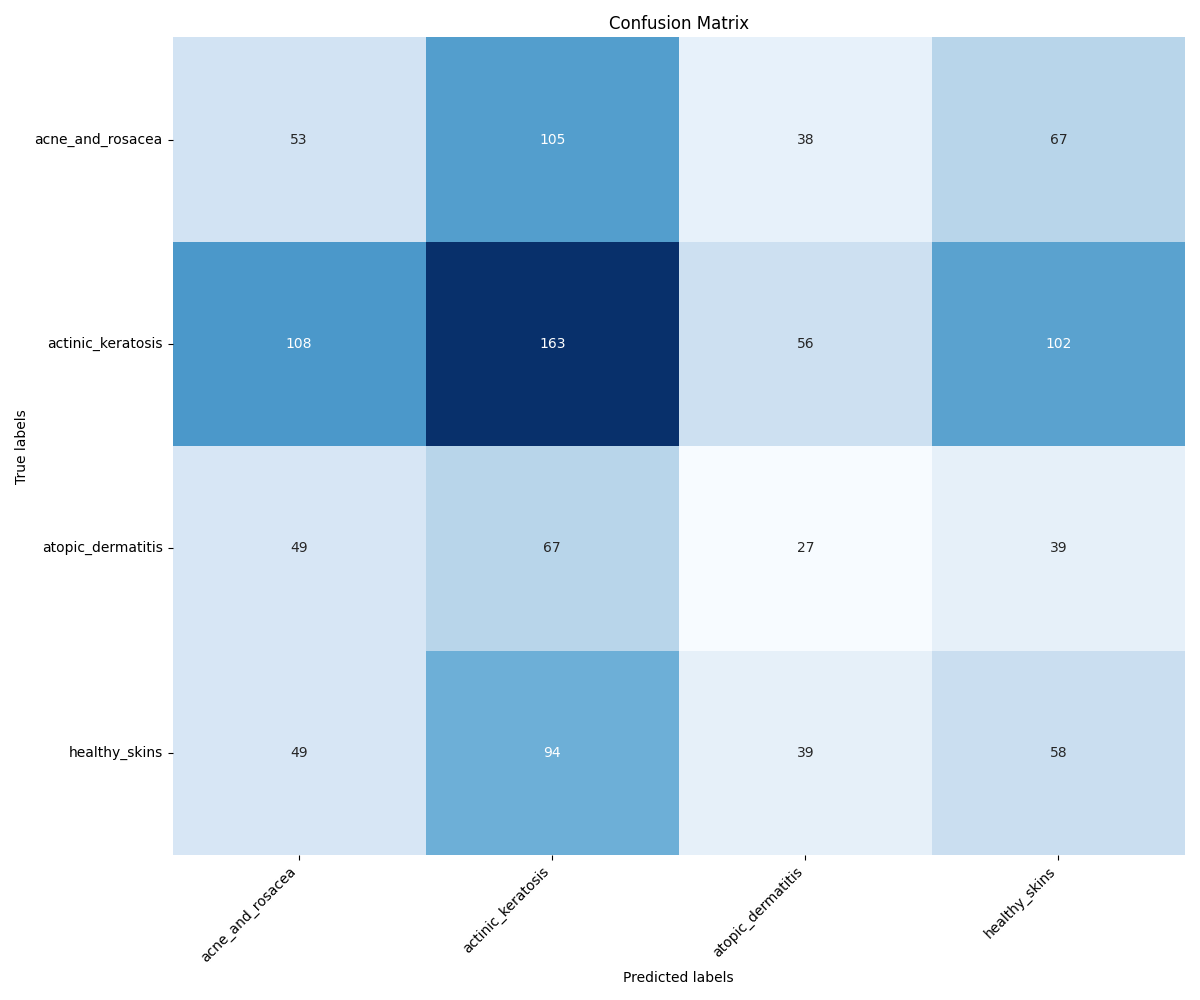 Confusion Matrix
True labels
acne_and_rosacea 53 105 38 67
actinic_keratosis 108 163 56 102
atopic_dermatitis 49 67 27 39
healthy_skins 49 94 39 58
acne_and_rosacea actinic_keratosis atopic_dermatitis healthy_skins
Predicted labels